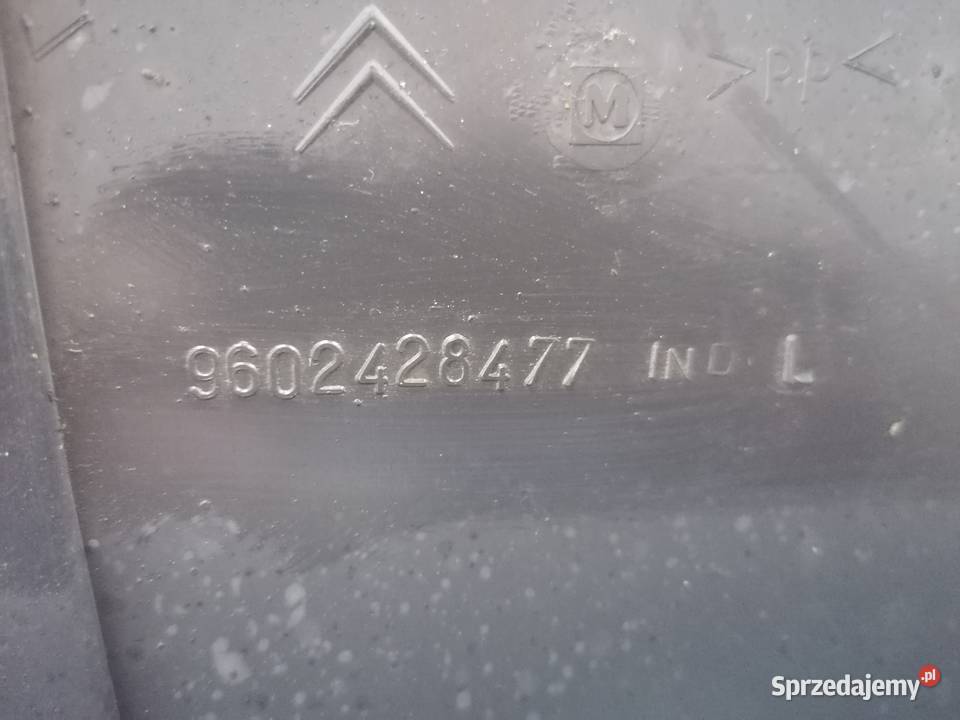 M >pp<
9602428477 IND L
Sprzedajemy.pl